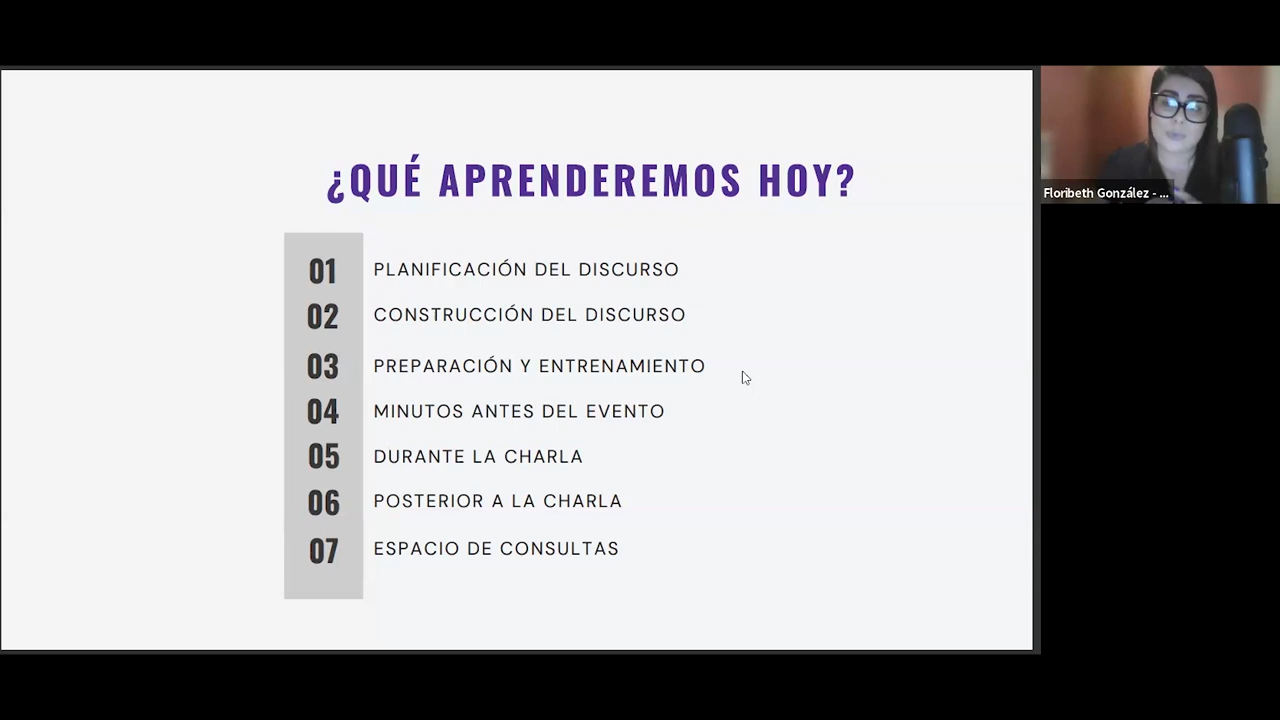 ¿QUÉ APRENDEREMOS HOY?
01 PLANIFICACIÓN DEL DISCURSO
02 CONSTRUCCIÓN DEL DISCURSO
03 PREPARACIÓN Y ENTRENAMIENTO
04 MINUTOS ANTES DEL EVENTO
05 DURANTE LA CHARLA
06 POSTERIOR A LA CHARLA
07 ESPACIO DE CONSULTAS
Floribeth González - ...